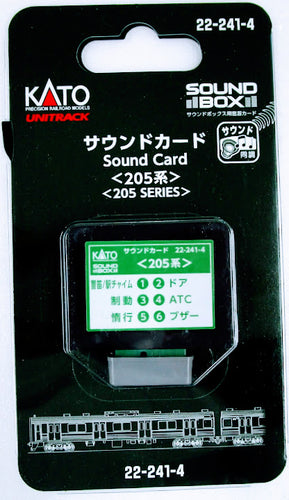 22-241-4
KATO
PRECISION RAILROAD MODELS
UNITRACK
SOUND
BOX
サウンドボックス用音源カード
サウンドカード
Sound Card
<205系>
<205 SERIES>
サウンド
同調
KATO
サウンドカード 22-241-4
SOUND
BOX
<205系>
警笛/駅チャイム ① ② ドア
制動 ③ ④ ATC
惰行 ⑤ ⑥ ブザー
22-241-4